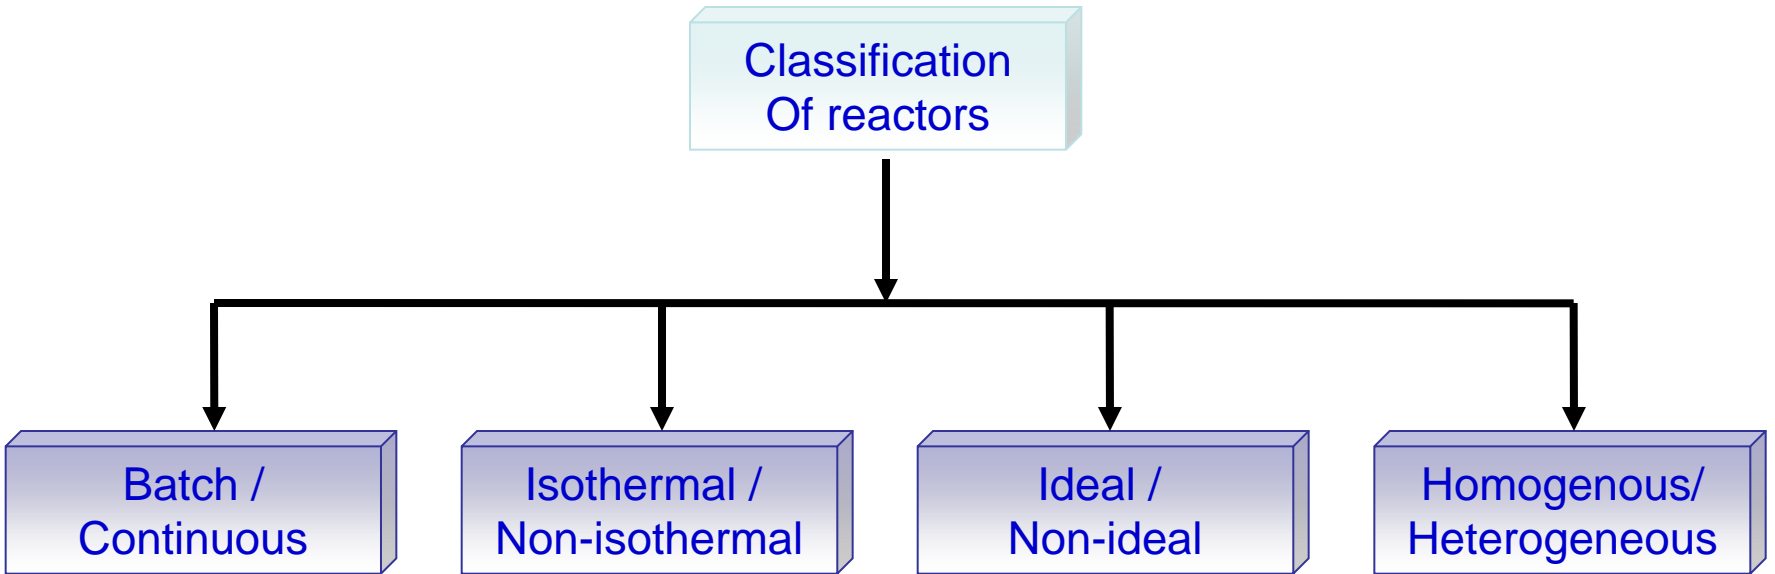 Classification
Of reactors
Batch /
Continuous
Isothermal /
Non-isothermal
Ideal /
Non-ideal
Homogenous/
Heterogeneous